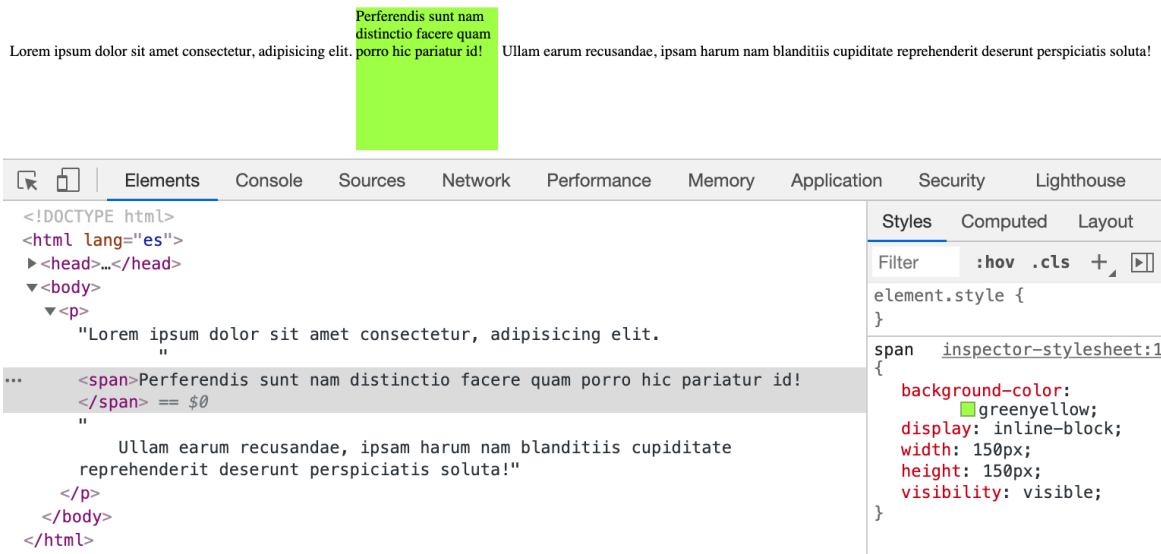 Perferendis sunt nam
distinctio facere quam
Lorem ipsum dolor sit amet consectetur, adipisicing elit. porro hic pariatur id! Ullam earum recusandae, ipsam harum nam blanditiis cupiditate reprehenderit deserunt perspiciatis soluta!
Elements Console Sources Network Performance Memory Application Security Lighthouse
<!DOCTYPE html>
<html lang="es">
▶<head>…</head>
▼<body>
▼<p>
"Lorem ipsum dolor sit amet consectetur, adipisicing elit.
"
<span>Perferendis sunt nam distinctio facere quam porro hic pariatur id!
</span> == $0
"
Ullam earum recusandae, ipsam harum nam blanditiis cupiditate
reprehenderit deserunt perspiciatis soluta!"
</p>
</body>
</html>
Styles Computed Layout
Filter :hov .cls +
element.style {
}
span inspector-stylesheet:1
{
background-color:
greenyellow;
display: inline-block;
width: 150px;
height: 150px;
visibility: visible;
}